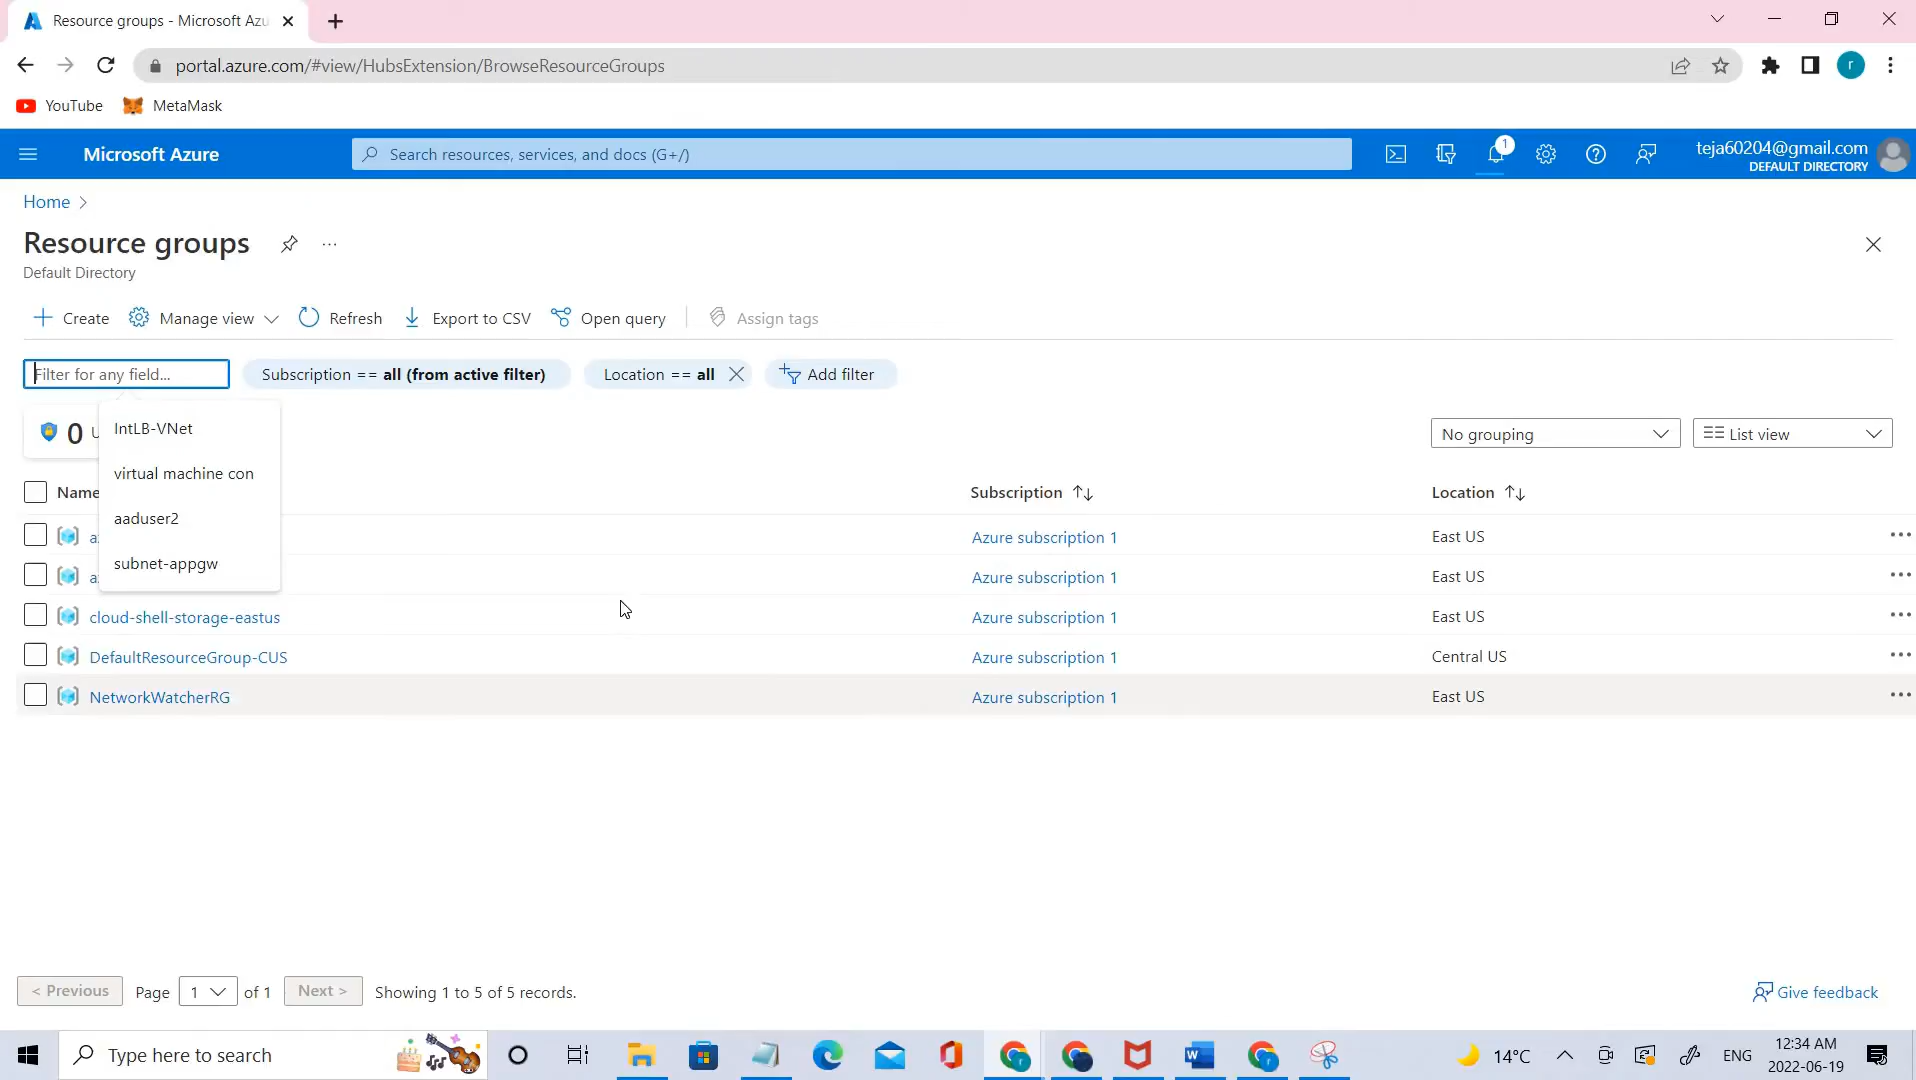 Resource groups - Microsoft Azu
portal.azure.com/#view/HubsExtension/BrowseResourceGroups
r
YouTube
MetaMask
Microsoft Azure
Search resources, services, and docs (G+/)
1
teja60204@gmail.com
DEFAULT DIRECTORY
Home
Resource groups
Default Directory
Create
Manage view
Refresh
Export to CSV
Open query
Assign tags
Filter for any field...
Subscription == all (from active filter)
Location == all
Add filter
IntLB-VNet
virtual machine con
aaduser2
subnet-appgw
0
No grouping
List view
Name
Subscription
Location
Azure subscription 1
East US
Azure subscription 1
East US
cloud-shell-storage-eastus
Azure subscription 1
East US
DefaultResourceGroup-CUS
Azure subscription 1
Central US
NetworkWatcherRG
Azure subscription 1
East US
< Previous
Page
1
of 1
Next >
Showing 1 to 5 of 5 records.
Give feedback
Type here to search
14°C
ENG
12:34 AM
2022-06-19